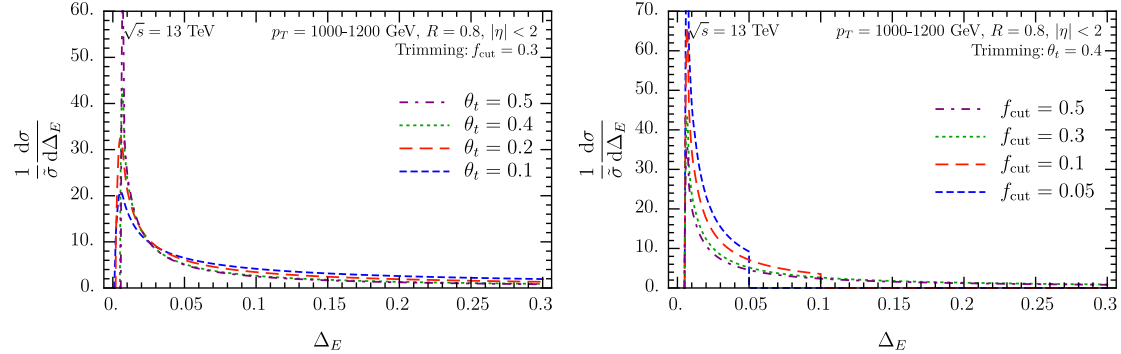 √s = 13 TeV
p_T = 1000-1200 GeV, R = 0.8, |η| < 2
Trimming: f_cut = 0.3
θ_t = 0.5
θ_t = 0.4
θ_t = 0.2
θ_t = 0.1
1/σ̃ dσ/dΔ_E
60.
50.
40.
30.
20.
10.
0.
0. 0.05 0.1 0.15 0.2 0.25 0.3
Δ_E
√s = 13 TeV
p_T = 1000-1200 GeV, R = 0.8, |η| < 2
Trimming: θ_t = 0.4
f_cut = 0.5
f_cut = 0.3
f_cut = 0.1
f_cut = 0.05
1/σ̃ dσ/dΔ_E
70.
60.
50.
40.
30.
20.
10.
0.
0. 0.05 0.1 0.15 0.2 0.25 0.3
Δ_E